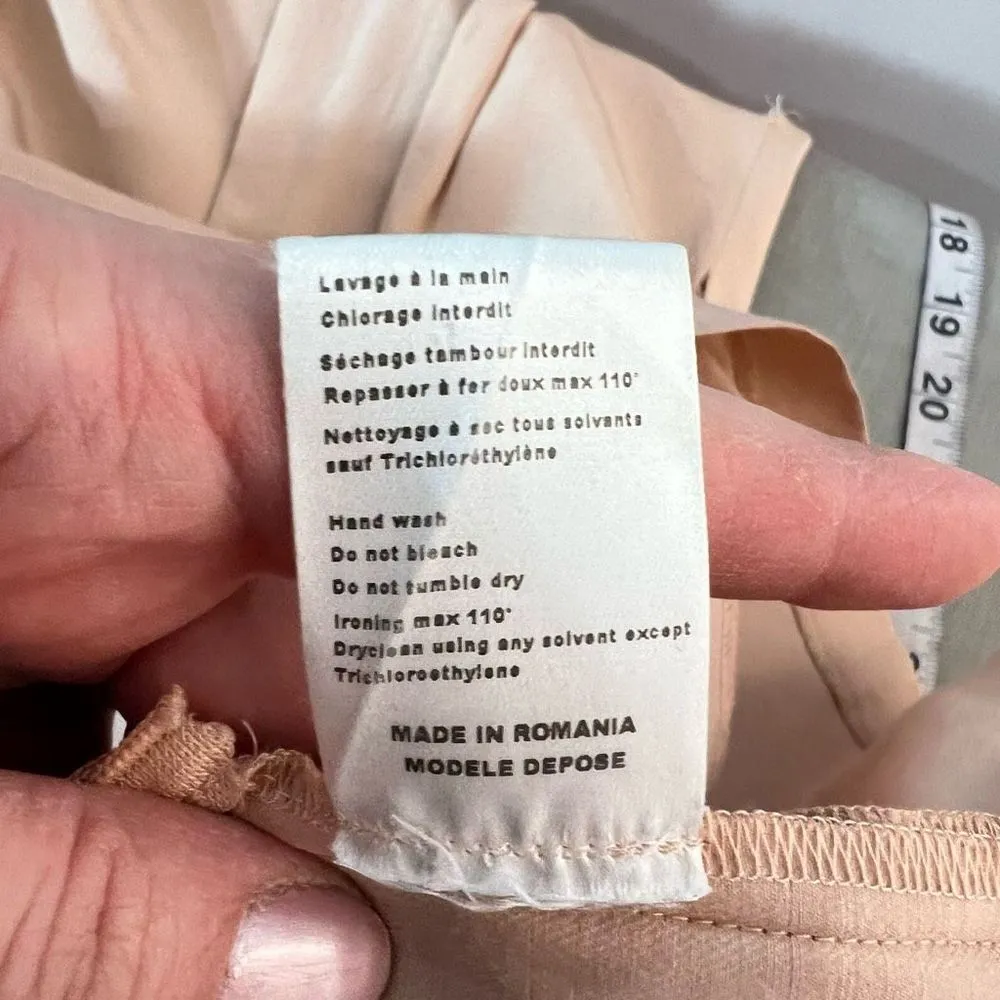 Lavage à la main
Chlorage interdit
Séchage tambour interdit
Repasser à fer doux max 110°
Nettoyage à sec tous solvants
sauf Trichloréthylène
Hand wash
Do not bleach
Do not tumble dry
Ironing max 110°
Dryclean using any solvent except
Trichloroethylene
MADE IN ROMANIA
MODELE DEPOSE
18
19
20